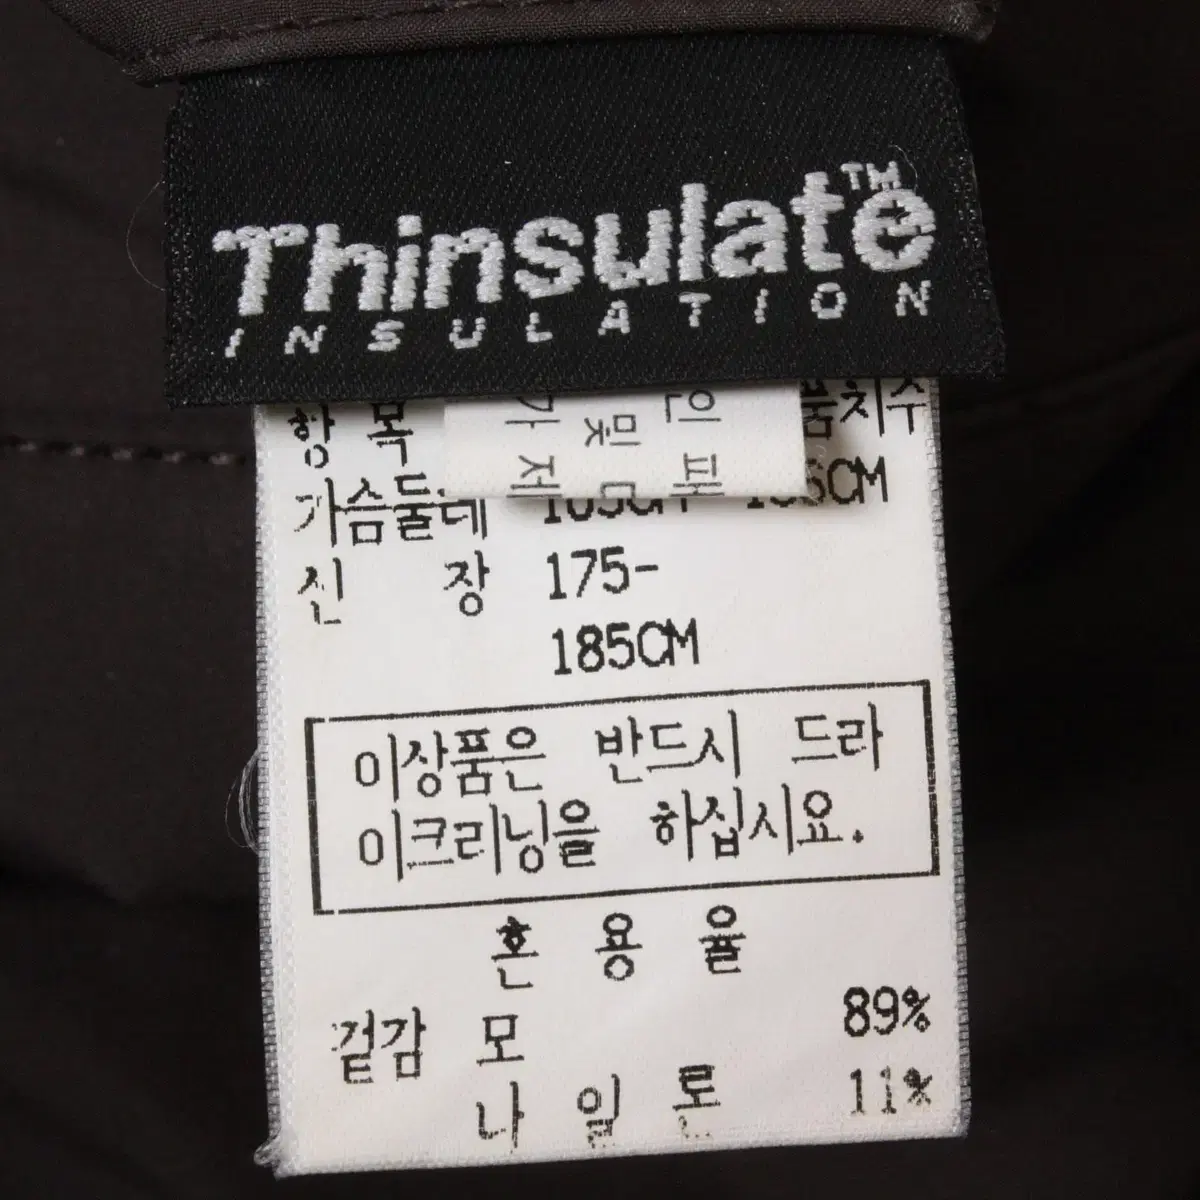 Thinsulate™
INSULATION
항 목 치수
가슴둘레
신 장 175-
185CM
이상품은 반드시 드라
이크리닝을 하십시요.
혼 용 율
겉감 모 89%
나 일 론 11%